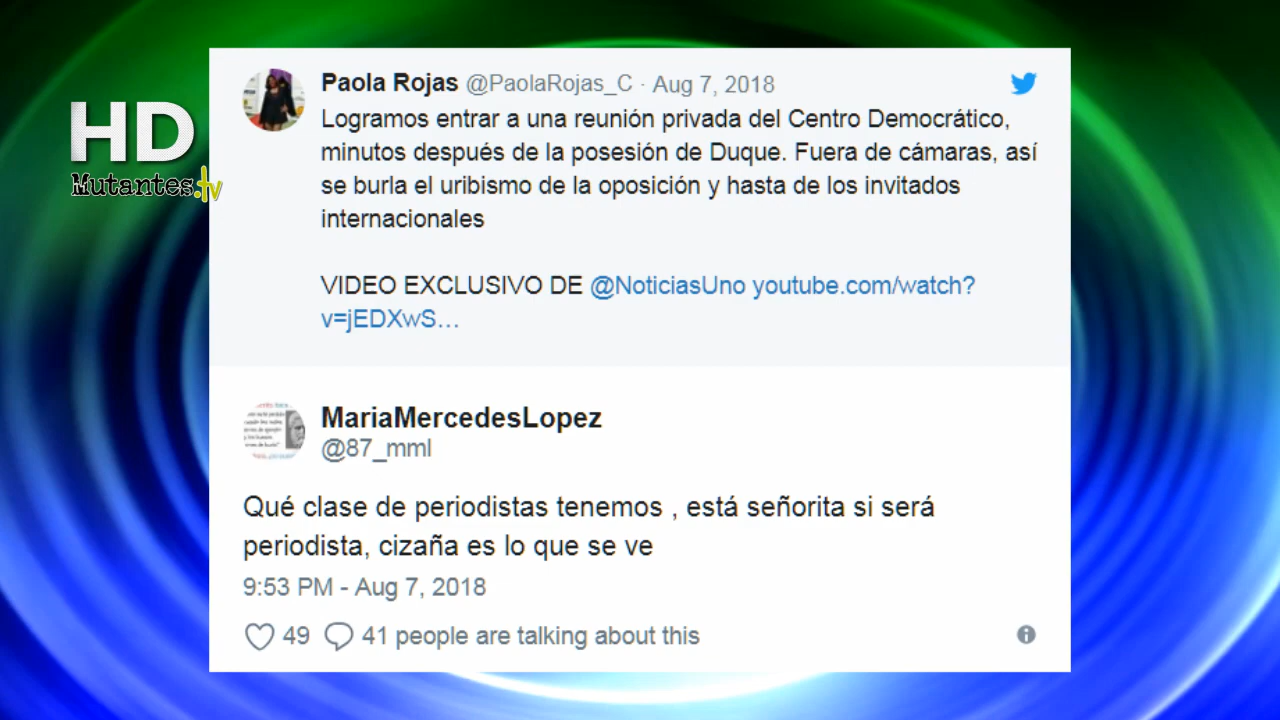 HD
Mutantes.tv
Paola Rojas @PaolaRojas_C · Aug 7, 2018
Logramos entrar a una reunión privada del Centro Democrático,
minutos después de la posesión de Duque. Fuera de cámaras, así
se burla el uribismo de la oposición y hasta de los invitados
internacionales
VIDEO EXCLUSIVO DE @NoticiasUno youtube.com/watch?
v=jEDXwS…
MariaMercedesLopez
@87_mml
Qué clase de periodistas tenemos , está señorita si será
periodista, cizaña es lo que se ve
9:53 PM - Aug 7, 2018
49 41 people are talking about this